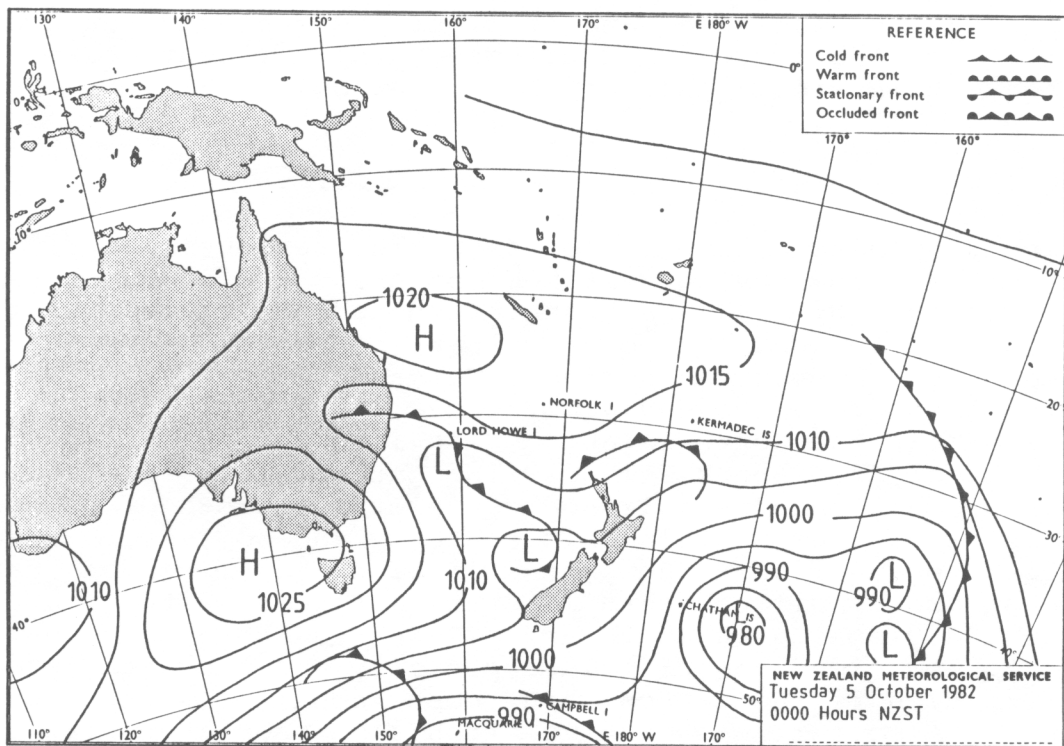 130° 140° 150° 160° E 180° W
REFERENCE
Cold front
Warm front
Stationary front
Occluded front
0°
0°
170° 160°
10°
10°
1020
H
1015
20°
NORFOLK I
KERMADEC IS
LORD HOWE I
1010
L
30°
1000
H
L
1010
1010
990
L
990
1025
CHATHAM IS
L
980
40°
L
1000
40°
NEW ZEALAND METEOROLOGICAL SERVICE
Tuesday 5 October 1982
0000 Hours NZST
50°
990
CAMPBELL I
MACQUARIE I
110° 120° 130° 140° 150° 160° 170° E 180° W 170°